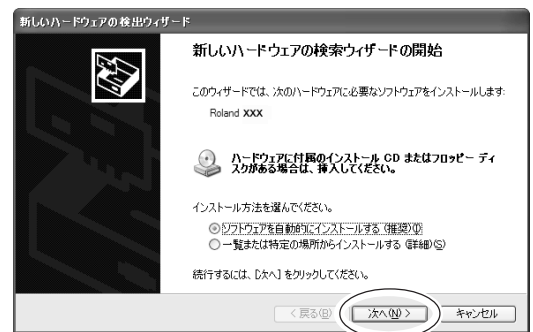 新しいハードウェアの検出ウィザード
新しいハードウェアの検索ウィザードの開始
このウィザードでは、次のハードウェアに必要なソフトウェアをインストールします:
Roland XXX
ハードウェアに付属のインストール CD またはフロッピー ディ
スクがある場合は、挿入してください。
インストール方法を選んでください。
ソフトウェアを自動的にインストールする (推奨)(I)
一覧または特定の場所からインストールする (詳細)(S)
続行するには、[次へ] をクリックしてください。
< 戻る(B) 次へ(N) > キャンセル